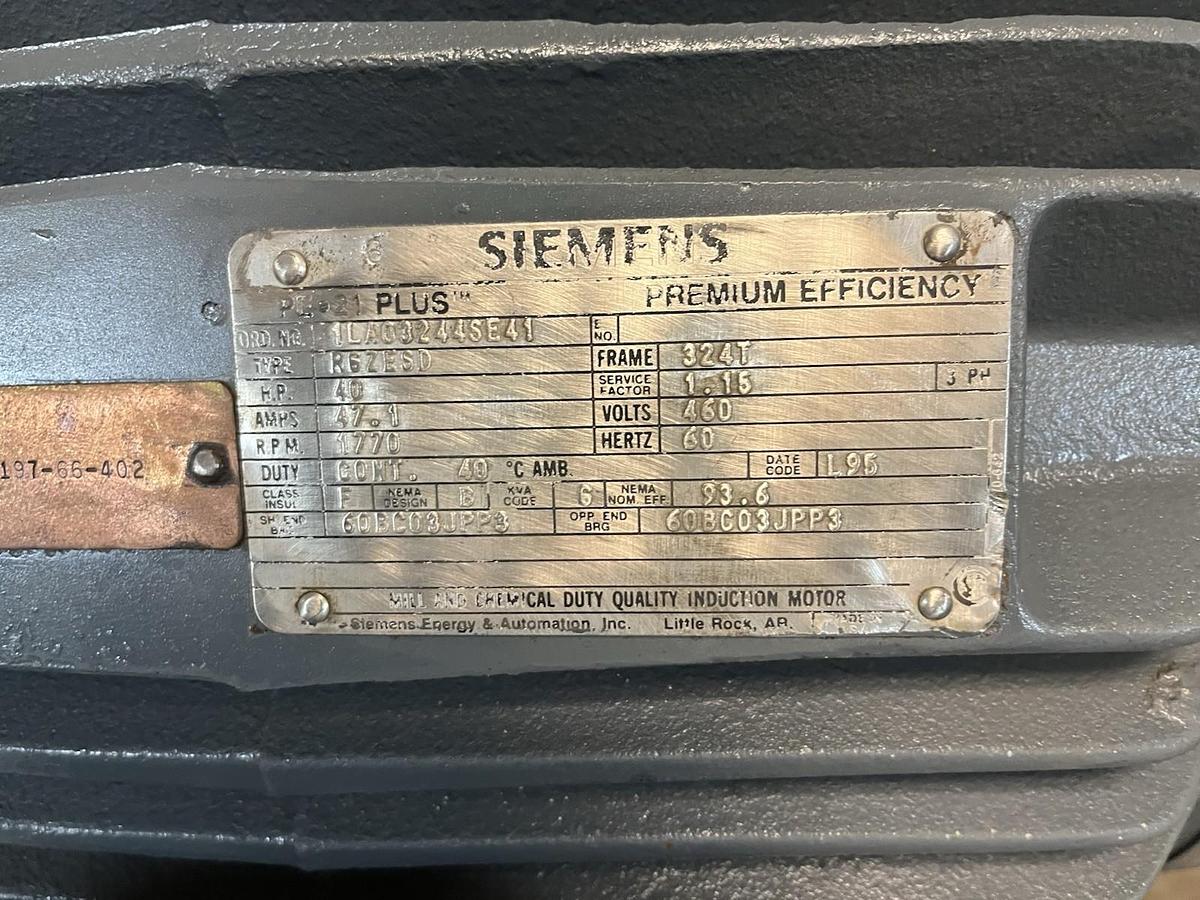 SIEMENS
PE•21 PLUS™ PREMIUM EFFICIENCY
ORD. NO. 1LA03244SE41 E NO.
TYPE RGZESD FRAME 324T
H.P. 40 SERVICE FACTOR 1.15 3 PH
AMPS 47.1 VOLTS 460
R.P.M. 1770 HERTZ 60
DUTY CONT. 40 °C AMB. DATE CODE L95
CLASS INSUL F NEMA DESIGN B KVA CODE G NEMA NOM. EFF. 93.6
SH. END BRG 60BC03JPP3 OPP END BRG 60BC03JPP3
MILL AND CHEMICAL DUTY QUALITY INDUCTION MOTOR
Siemens Energy & Automation, Inc. Little Rock, AR.
197-66-402